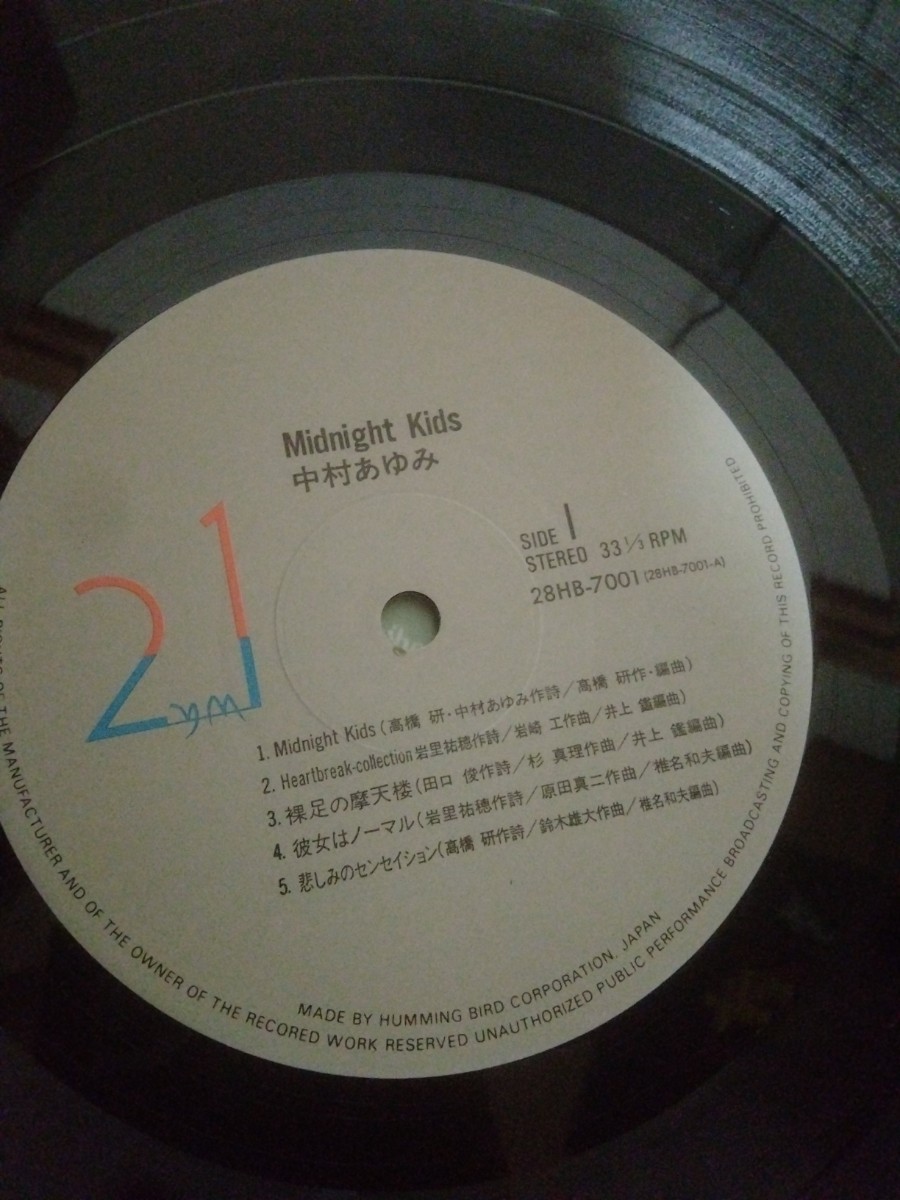 Midnight Kids
中村あゆみ
21
SIDE 1
STEREO 33 1/3 RPM
28HB-7001 (28HB-7001-A)
1. Midnight Kids (高橋 研・中村あゆみ作詩/高橋 研作・編曲)
2. Heartbreak-collection 岩里祐穂作詩/岩崎 工作曲/井上 鑑編曲)
3. 裸足の摩天楼 (田口 俊作詩/杉 真理作曲/井上 鑑編曲)
4. 彼女はノーマル (岩里祐穂作詩/原田真二作曲/椎名和夫編曲)
5. 悲しみのセンセイション(高橋 研作詩/鈴木雄大作曲/椎名和夫編曲)
MADE BY HUMMING BIRD CORPORATION. JAPAN
OF THE MANUFACTURER AND OF THE OWNER OF THE RECORED WORK RESERVED UNAUTHORIZED PUBLIC PERFORMANCE BROADCASTING AND COPYING OF THIS RECORD PROHIBITED